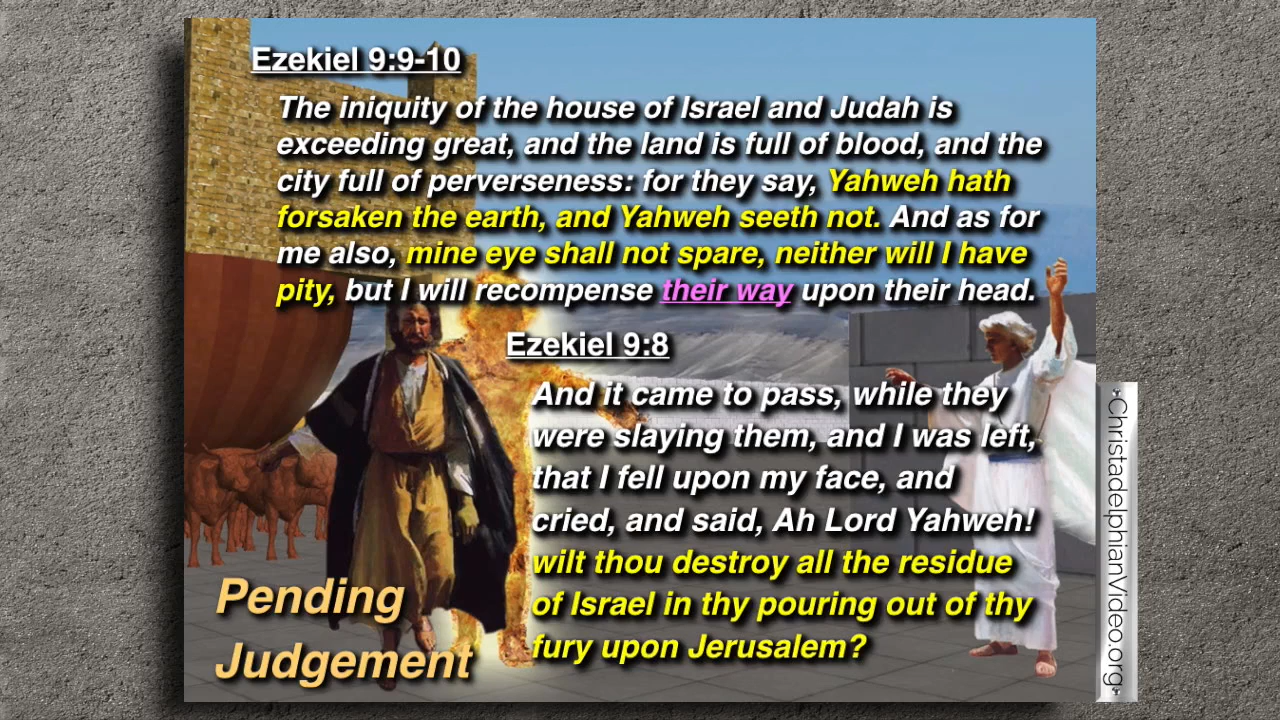 Ezekiel 9:9-10
The iniquity of the house of Israel and Judah is
exceeding great, and the land is full of blood, and the
city full of perverseness: for they say, Yahweh hath
forsaken the earth, and Yahweh seeth not. And as for
me also, mine eye shall not spare, neither will I have
pity, but I will recompense their way upon their head.
Ezekiel 9:8
And it came to pass, while they
were slaying them, and I was left,
that I fell upon my face, and
cried, and said, Ah Lord Yahweh!
wilt thou destroy all the residue
of Israel in thy pouring out of thy
fury upon Jerusalem?
Pending
Judgement
ChristadelphianVideo.org